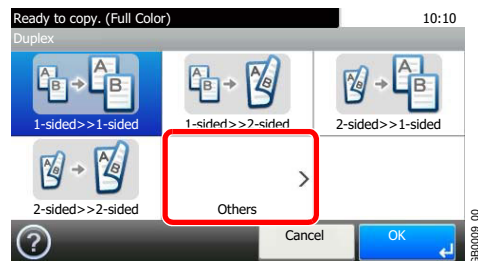 Ready to copy. (Full Color) 10:10
Duplex
1-sided>>1-sided 1-sided>>2-sided 2-sided>>1-sided
2-sided>>2-sided Others
? Cancel OK
GB0009_00